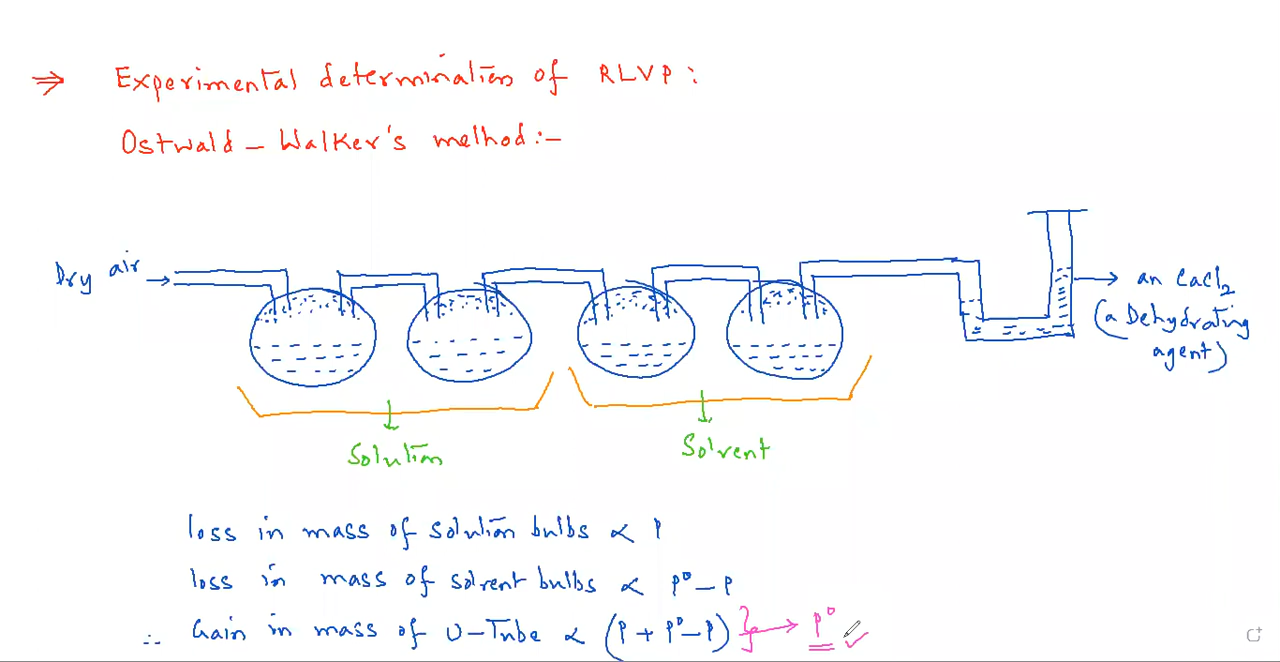 ⇒ Experimental determination of RLVP:
Ostwald - Walker's method:-
Dry air →
→ an CaCl₂
(a Dehydrating
agent)
Solution
Solvent
loss in mass of solution bulbs ∝ P
loss in mass of solvent bulbs ∝ P° - P
∴ Gain in mass of U-Tube ∝ (P + P° - P) } → P° ✓